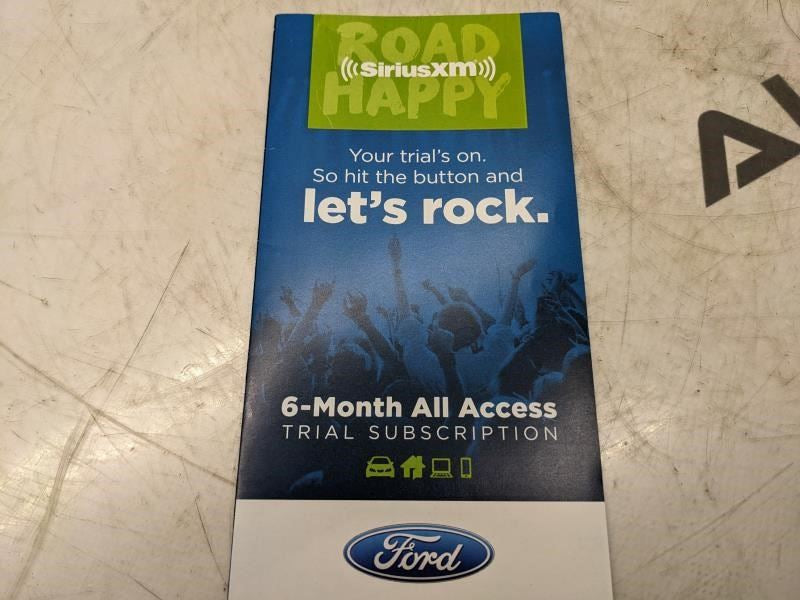 ROAD
SiriusXM
HAPPY
Your trial's on.
So hit the button and
let's rock.
6-Month All Access
TRIAL SUBSCRIPTION
Ford